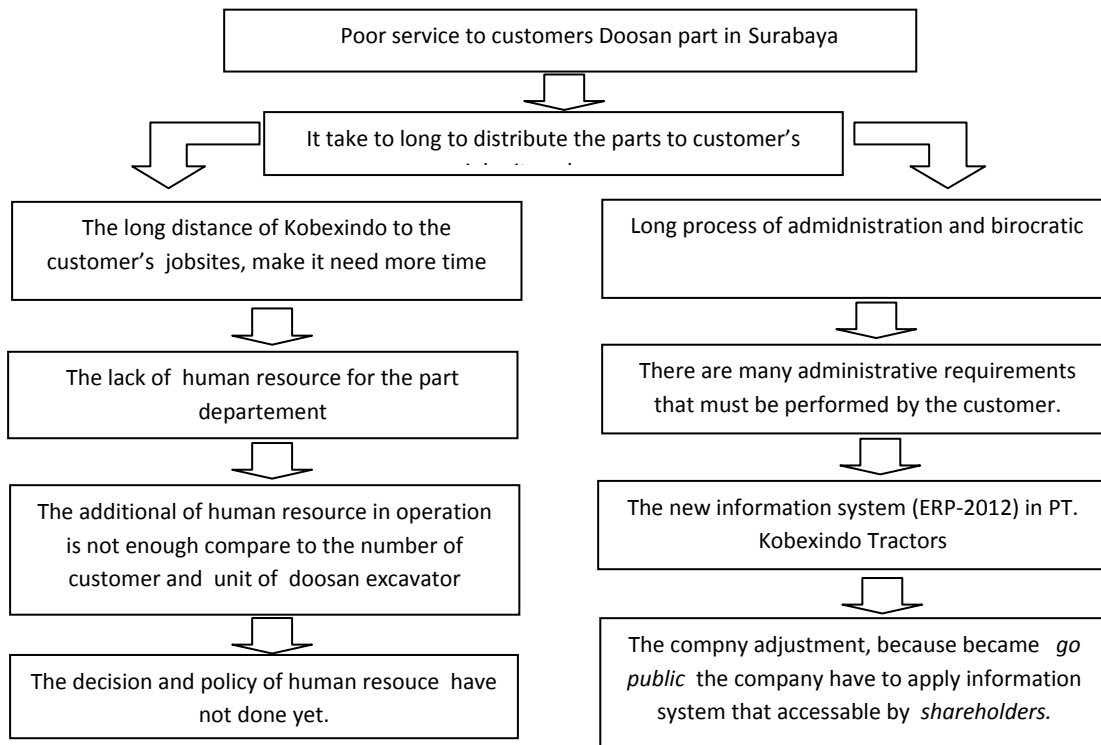 Poor service to customers Doosan part in Surabaya
It take to long to distribute the parts to customer's
The long distance of Kobexindo to the
customer's jobsites, make it need more time
Long process of admidnistration and birocratic
The lack of human resource for the part
departement
There are many administrative requirements
that must be performed by the customer.
The additional of human resource in operation
is not enough compare to the number of
customer and unit of doosan excavator
The new information system (ERP-2012) in PT.
Kobexindo Tractors
The decision and policy of human resouce have
not done yet.
The compny adjustment, because became go
public the company have to apply information
system that accessable by shareholders.